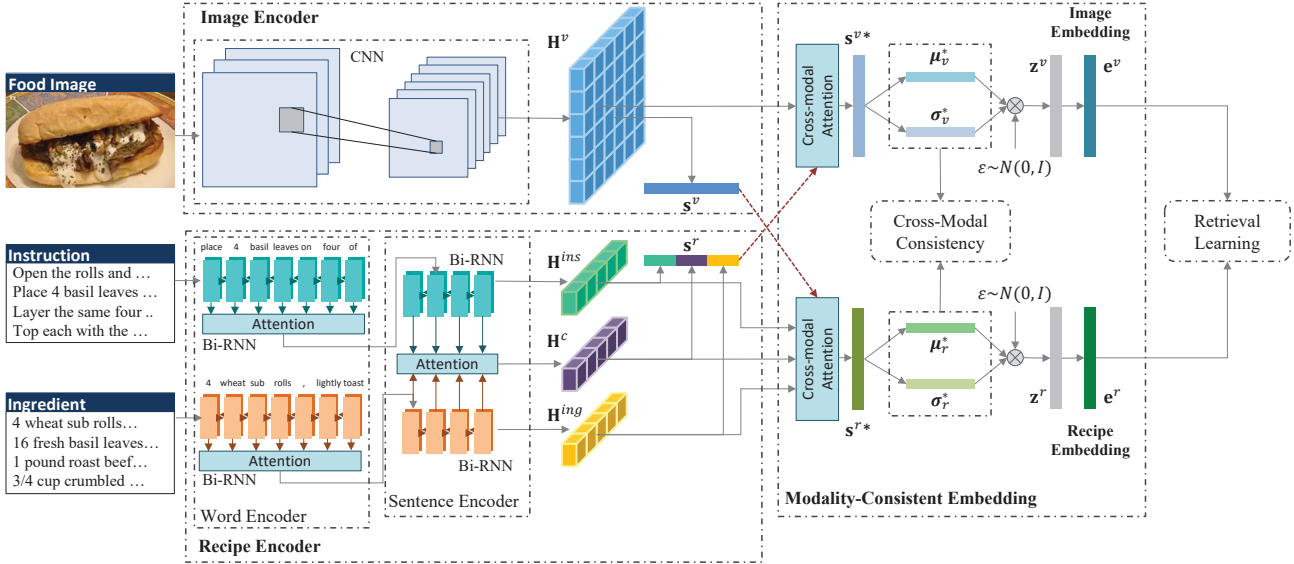 Image Encoder
CNN
H^v
s^v
Food Image
Instruction
Open the rolls and …
Place 4 basil leaves …
Layer the same four ..
Top each with the …
Ingredient
4 wheat sub rolls…
16 fresh basil leaves…
1 pound roast beef…
3/4 cup crumbled …
place 4 basil leaves on four of
Attention
Bi-RNN
4 wheat sub rolls , lightly toast
Attention
Bi-RNN
Word Encoder
Bi-RNN
Attention
Bi-RNN
Sentence Encoder
Recipe Encoder
H^ins
H^c
H^ing
s^r
Cross-modal
Attention
s^v*
μ_v^*
σ_v^*
ε~N(0, I)
z^v
Image
Embedding
e^v
Cross-Modal
Consistency
Retrieval
Learning
Cross-modal
Attention
s^r*
μ_r^*
σ_r^*
ε~N(0, I)
z^r
e^r
Recipe
Embedding
Modality-Consistent Embedding